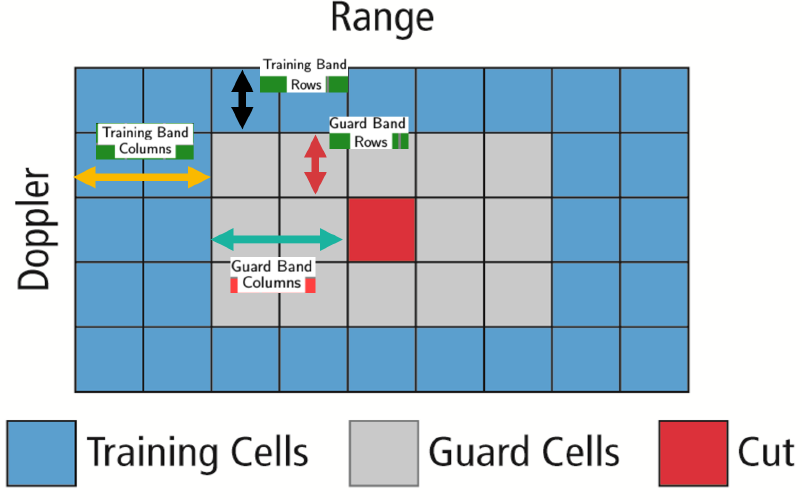 Range
Training Band
Rows
Guard Band
Rows
Training Band
Columns
Doppler
Guard Band
Columns
Training Cells
Guard Cells
Cut